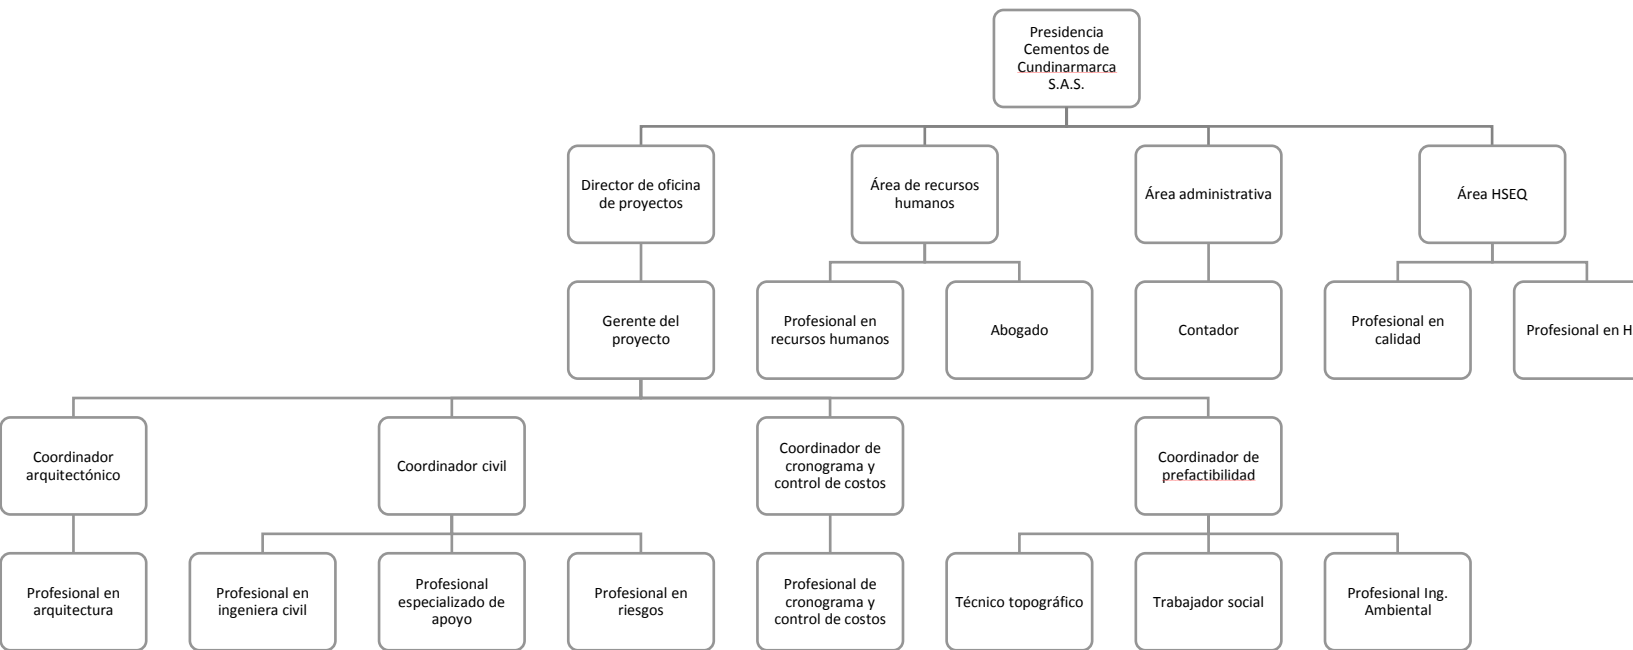 Presidencia
Cementos de
Cundinarmarca
S.A.S.
Director de oficina
de proyectos
Área de recursos
humanos
Área administrativa
Área HSEQ
Gerente del
proyecto
Profesional en
recursos humanos
Abogado
Contador
Profesional en
calidad
Profesional en H
Coordinador
arquitectónico
Coordinador civil
Coordinador de
cronograma y
control de costos
Coordinador de
prefactibilidad
Profesional en
arquitectura
Profesional en
ingeniera civil
Profesional
especializado de
apoyo
Profesional en
riesgos
Profesional de
cronograma y
control de costos
Técnico topográfico
Trabajador social
Profesional Ing.
Ambiental